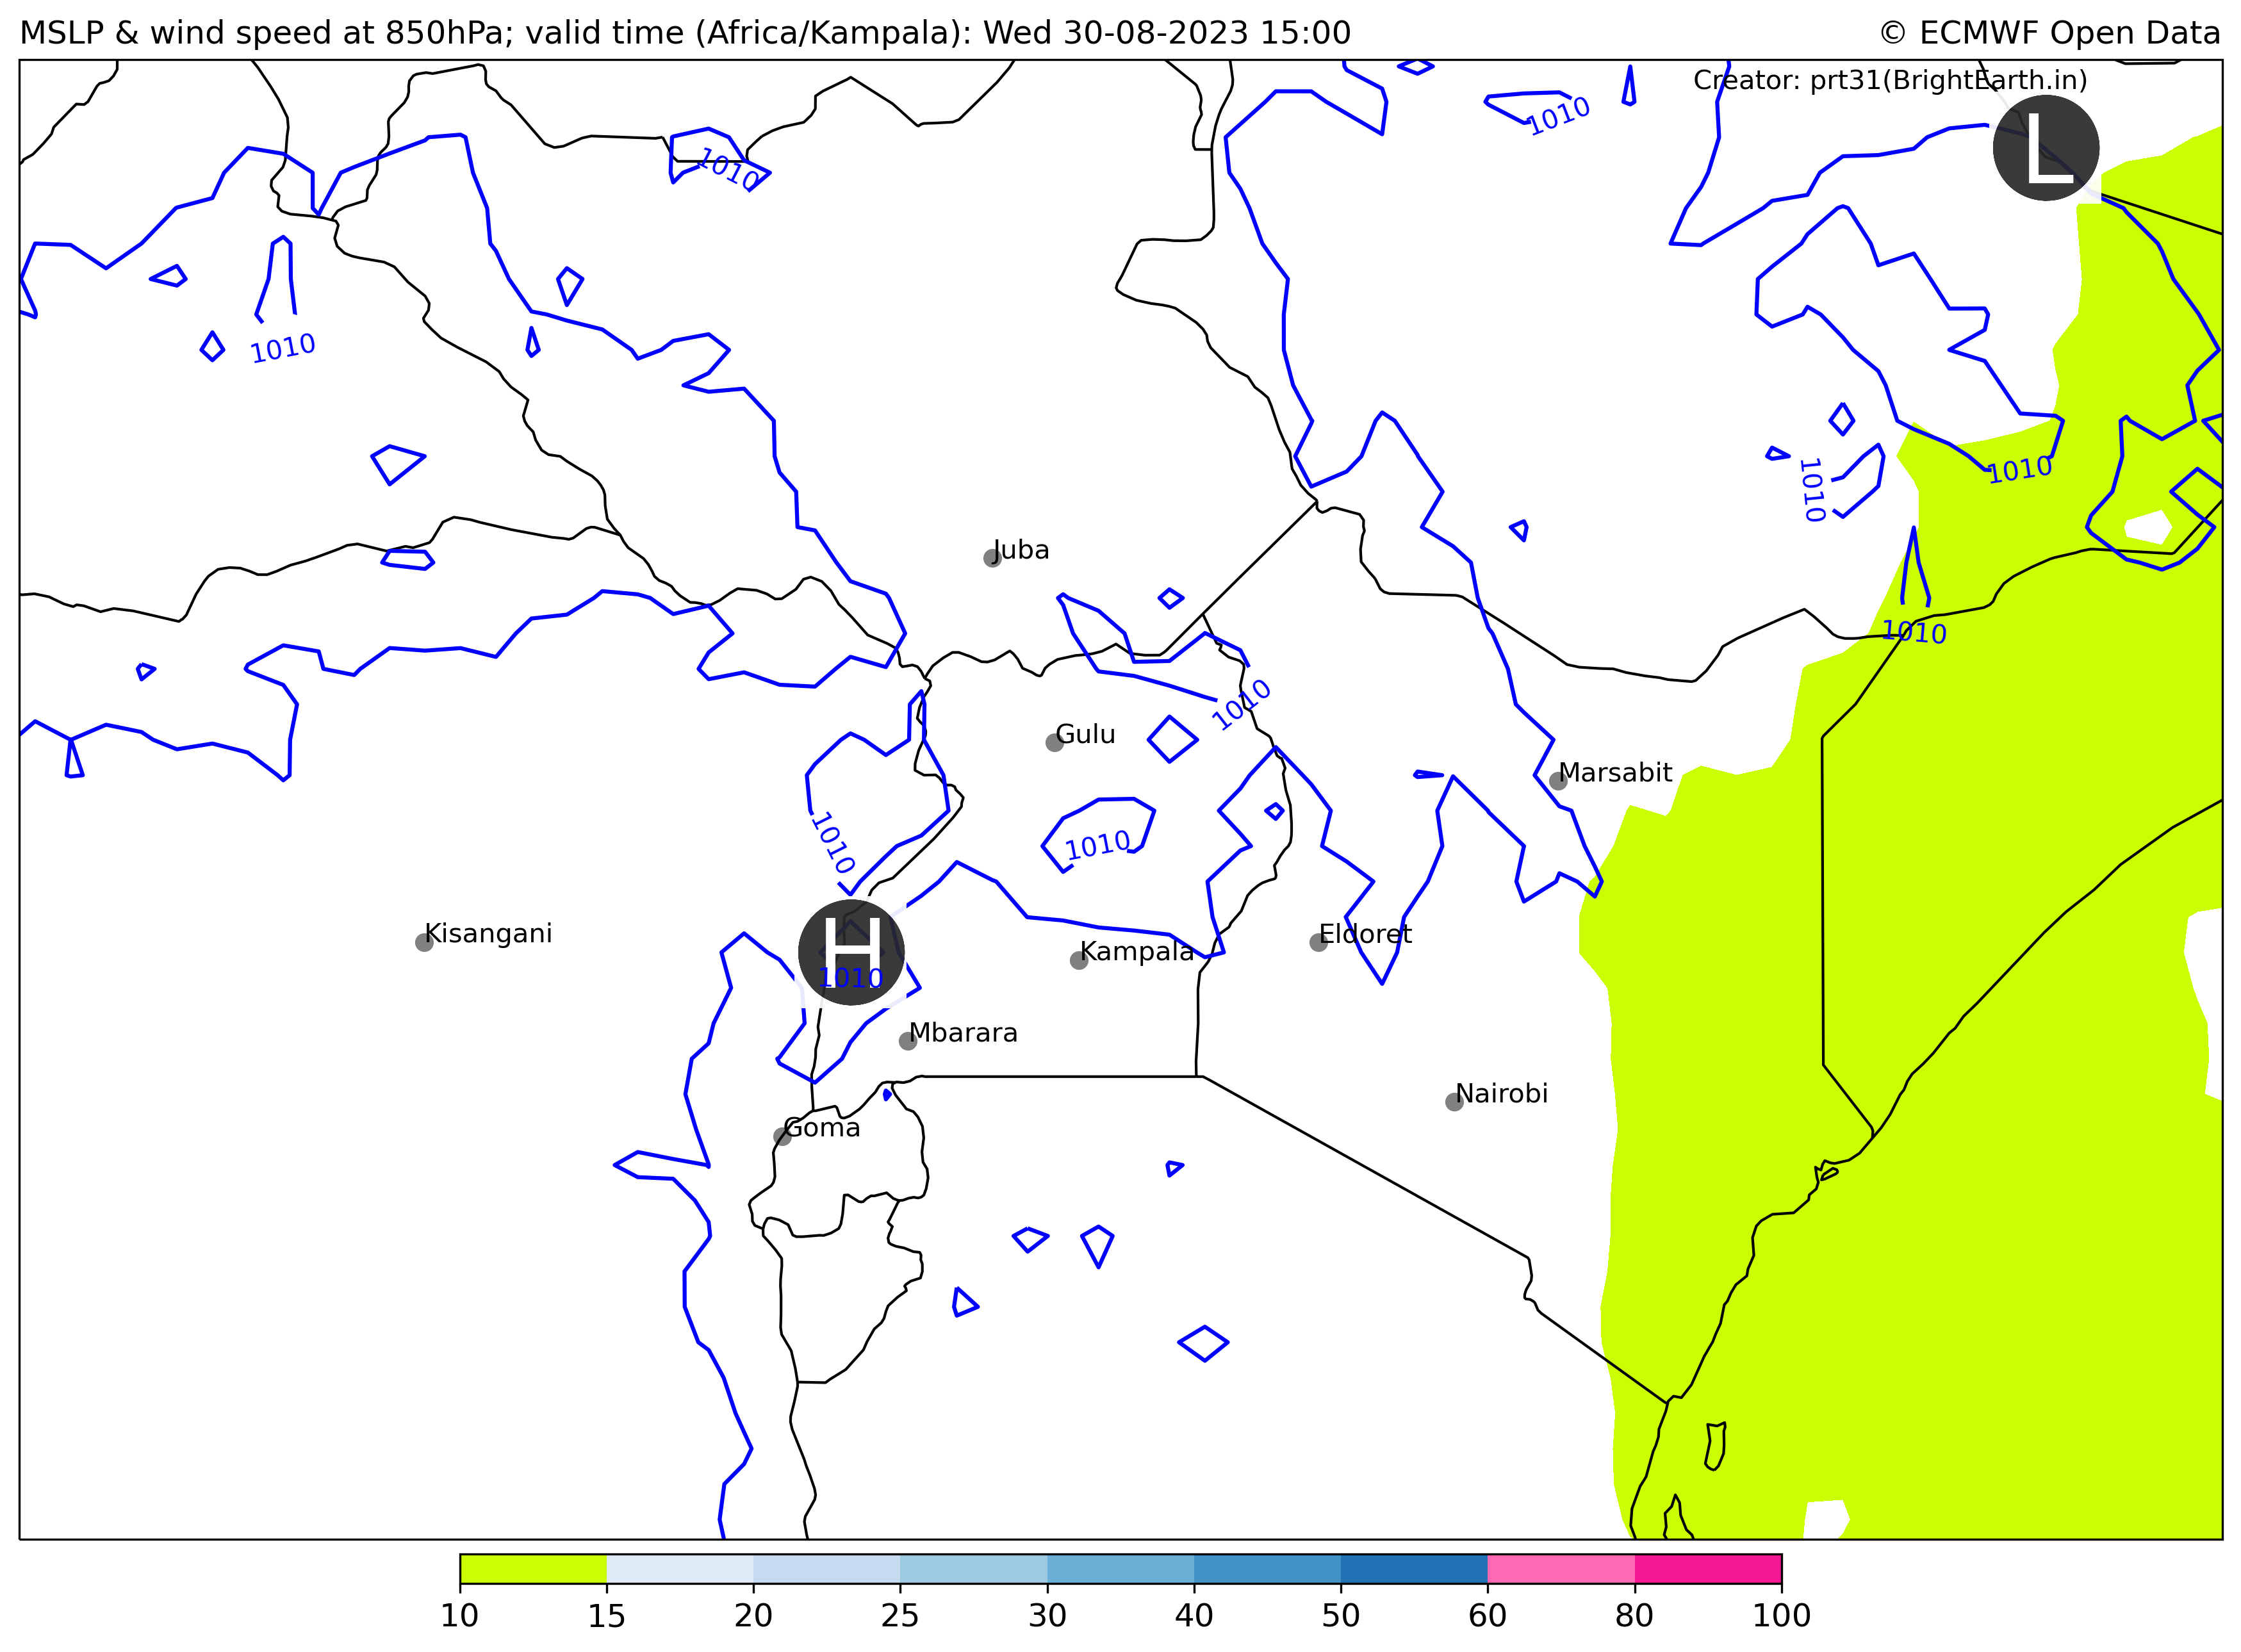 MSLP & wind speed at 850hPa; valid time (Africa/Kampala): Wed 30-08-2023 15:00
© ECMWF Open Data
Creator: prt31(BrightEarth.in)
1010
L
1010
1010
1010
1010
Juba
1010
1010
Gulu
Marsabit
1010
1010
Kisangani
H
Eldoret
Kampala
1010
Mbarara
Nairobi
Goma
10 15 20 25 30 40 50 60 80 100